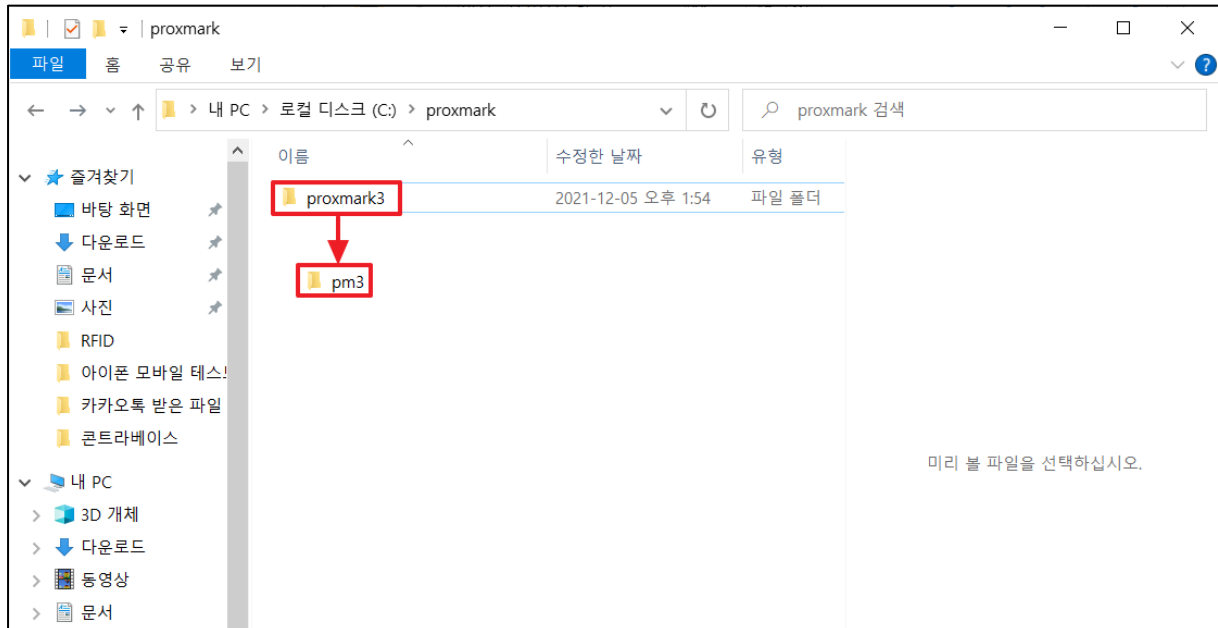 proxmark
파일 홈 공유 보기
내 PC > 로컬 디스크 (C:) > proxmark
proxmark 검색
이름 수정한 날짜 유형
즐겨찾기
바탕 화면
다운로드
문서
사진
RFID
아이폰 모바일 테스
카카오톡 받은 파일
콘트라베이스
내 PC
3D 개체
다운로드
동영상
문서
proxmark3 2021-12-05 오후 1:54 파일 폴더
pm3
미리 볼 파일을 선택하십시오.